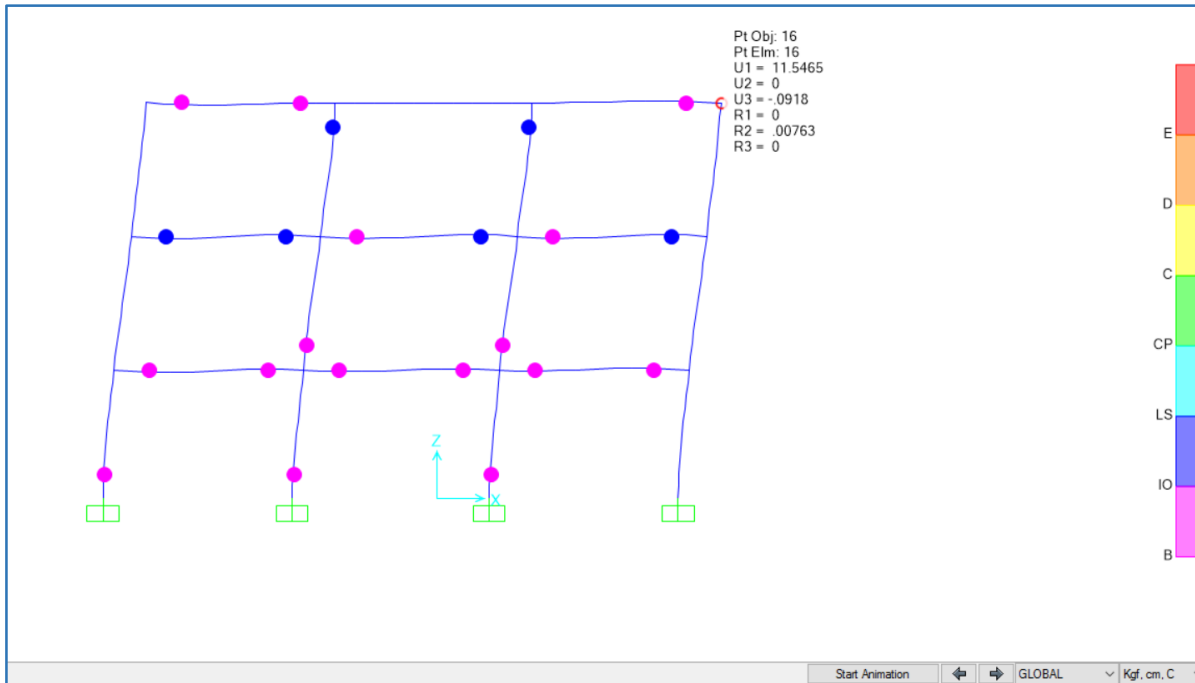 Pt Obj: 16
Pt Elm: 16
U1 = 11.5465
U2 = 0
U3 = -.0918
R1 = 0
R2 = .00763
R3 = 0
E
D
C
CP
LS
IO
B
Z
X
Start Animation
GLOBAL
Kgf, cm, C